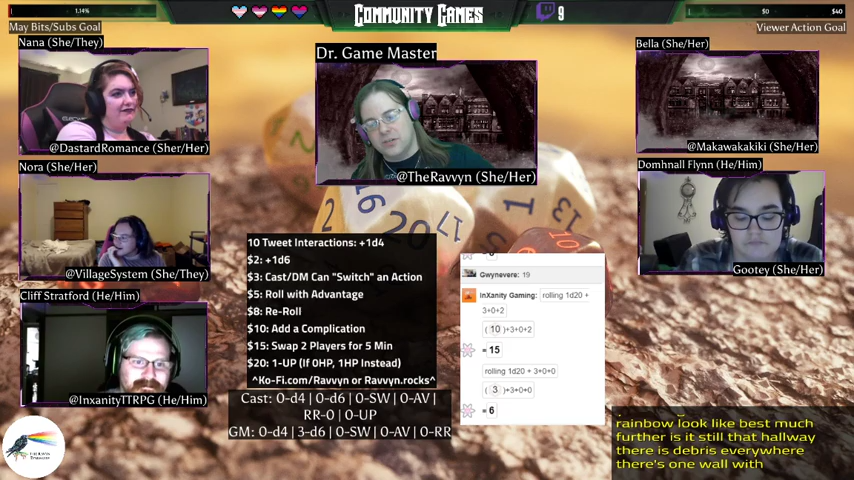 1.14%
COMMUNITY GAMES
9
$0
$40
May Bits/Subs Goal
Viewer Action Goal
Nana (She/They)
@DastardRomance (Sher/Her)
Dr. Game Master
@TheRavvyn (She/Her)
Bella (She/Her)
@Makawakakiki (She/Her)
Nora (She/Her)
@VillageSystem (She/They)
Domhnall Flynn (He/Him)
Gootey (She/Her)
Cliff Stratford (He/Him)
@InxanityTTRPG (He/Him)
2
16
20
17
1
13
10
10 Tweet Interactions: +1d4
$2: +1d6
$3: Cast/DM Can "Switch" an Action
$5: Roll with Advantage
$8: Re-Roll
$10: Add a Complication
$15: Swap 2 Players for 5 Min
$20: 1-UP (If 0HP, 1HP Instead)
^Ko-Fi.com/Ravvyn or Ravvyn.rocks^
Cast: 0-d4 | 0-d6 | 0-SW | 0-AV |
RR-0 | 0-UP
GM: 0-d4 | 3-d6 | 0-SW | 0-AV | 0-RR
Gwynevere: 19
InXanity Gaming: rolling 1d20 +
3+0+2
(10)+3+0+2
= 15
rolling 1d20 + 3+0+0
(3)+3+0+0
= 6
rainbow look like best much
further is it still that hallway
there is debris everywhere
there's one wall with